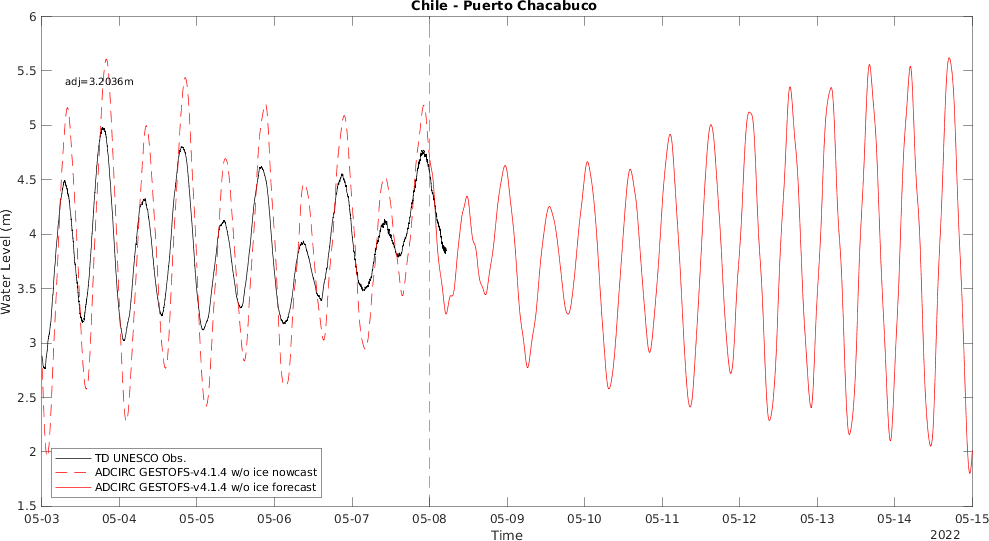 Chile - Puerto Chacabuco
6
5.5
5
4.5
4
3.5
3
2.5
2
1.5
Water Level (m)
adj=3.2036m
TD UNESCO Obs.
ADCIRC GESTOFS-v4.1.4 w/o ice nowcast
ADCIRC GESTOFS-v4.1.4 w/o ice forecast
05-03 05-04 05-05 05-06 05-07 05-08 05-09 05-10 05-11 05-12 05-13 05-14 05-15
Time
2022